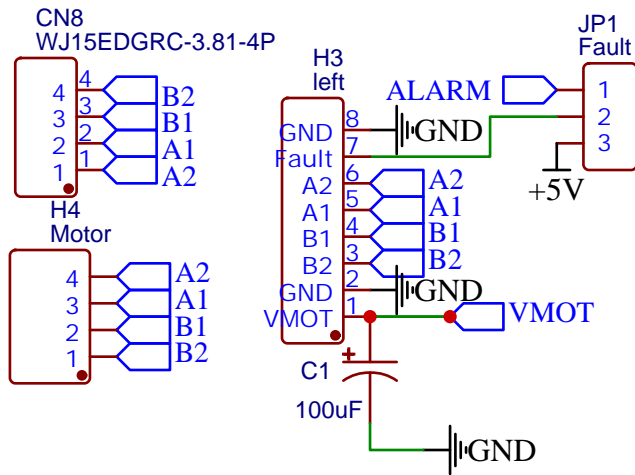 CN8
WJ15EDGRC-3.81-4P
4 4 B2
3 3 B1
2 2 A1
1 1 A2
H4
Motor
4 A2
3 A1
2 B1
1 B2
H3
left
GND 8 GND
Fault 7
A2 6 A2
A1 5 A1
B1 4 B1
B2 3 B2
GND 2 GND
VMOT 1 VMOT
+
C1
100uF
GND
JP1
Fault
ALARM 1
2
3
+5V